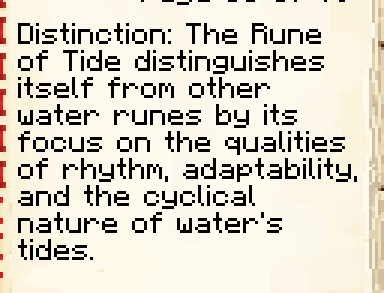 Distinction: The Rune
of Tide distinguishes
itself from other
water runes by its
focus on the qualities
of rhythm, adaptability,
and the cyclical
nature of water's
tides.